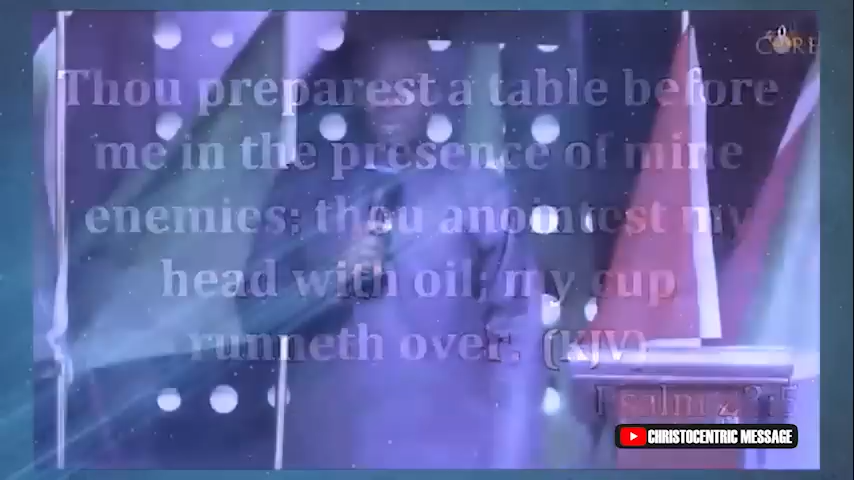 CORE
Thou preparest a table before
me in the presence of mine
enemies; thou anointest my
head with oil; my cup
runneth over. (KJV)
Psalm 23:5
CHRISTOCENTRIC MESSAGE